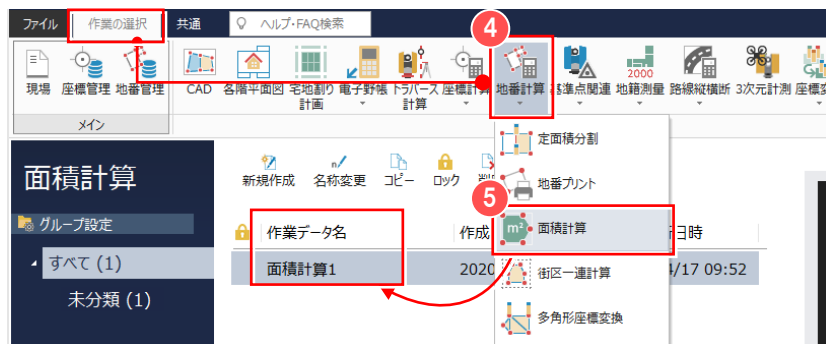 ファイル 作業の選択 共通 ヘルプ・FAQ検索
4
2000
現場 座標管理 地番管理 CAD 各階平面図 宅地割り計画 電子野帳 トラバース計算 座標計算 地番計算 基準点関連 地籍測量 路線縦横断 3次元計測
メイン
定面積分割
面積計算
新規作成 名称変更 コピー ロック
地番プリント
5
グループ設定
作業データ名 作成 m² 面積計算 日時
すべて (1)
面積計算1 2020 街区一連計算 /17 09:52
未分類 (1)
多角形座標変換